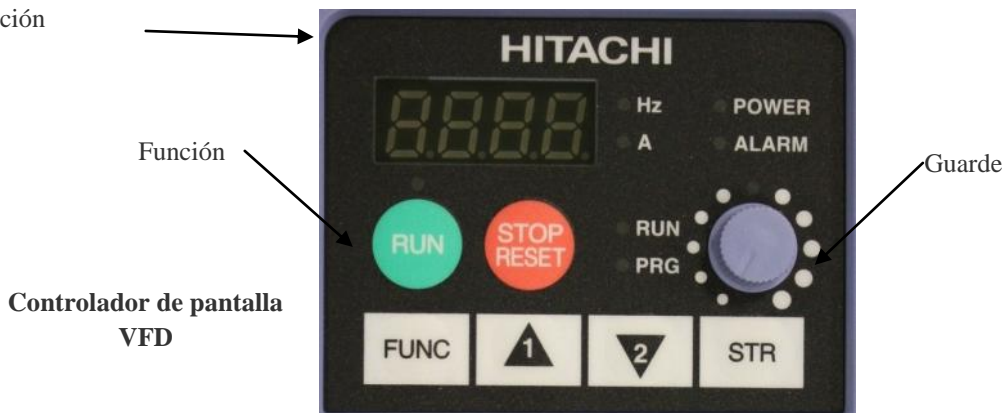 ción
HITACHI
Hz
POWER
A
ALARM
Función
Guarde
RUN
STOP
RESET
RUN
PRG
Controlador de pantalla
VFD
FUNC
1
2
STR